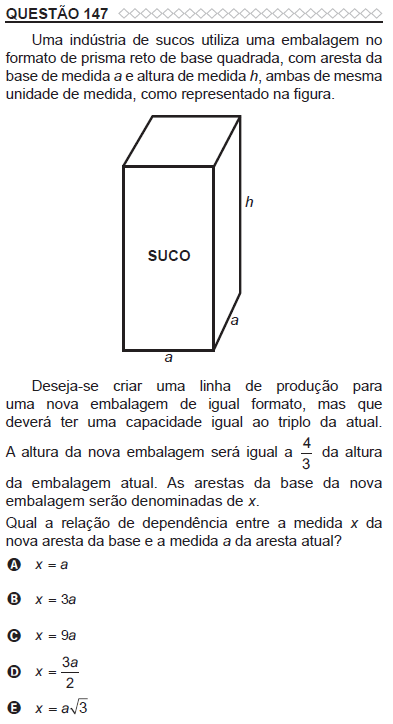 QUESTÃO 147
Uma indústria de sucos utiliza uma embalagem no
formato de prisma reto de base quadrada, com aresta da
base de medida a e altura de medida h, ambas de mesma
unidade de medida, como representado na figura.
h
SUCO
a
a
Deseja-se criar uma linha de produção para
uma nova embalagem de igual formato, mas que
deverá ter uma capacidade igual ao triplo da atual.
A altura da nova embalagem será igual a 4/3 da altura
da embalagem atual. As arestas da base da nova
embalagem serão denominadas de x.
Qual a relação de dependência entre a medida x da
nova aresta da base e a medida a da aresta atual?
A x = a
B x = 3a
C x = 9a
D x = 3a/2
E x = a√3